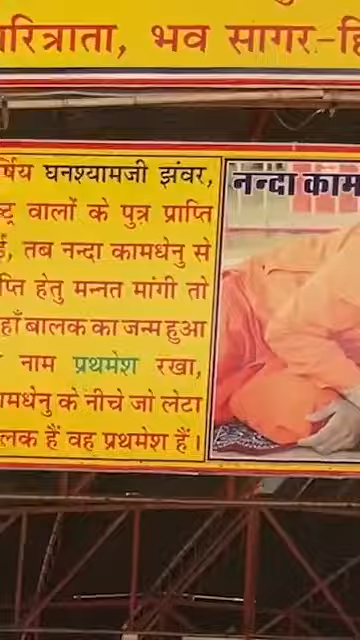 परित्राता, भव सागर-
घनश्यामजी झंवर,
वालों के पुत्र प्राप्ति
तब नन्दा कामधेनु से
हेतु मन्नत मांगी तो
बालक का जन्म हुआ
नाम प्रथमेश रखा,
कामधेनु के नीचे जो लेटा
बालक हैं वह प्रथमेश हैं।
नन्दा काम